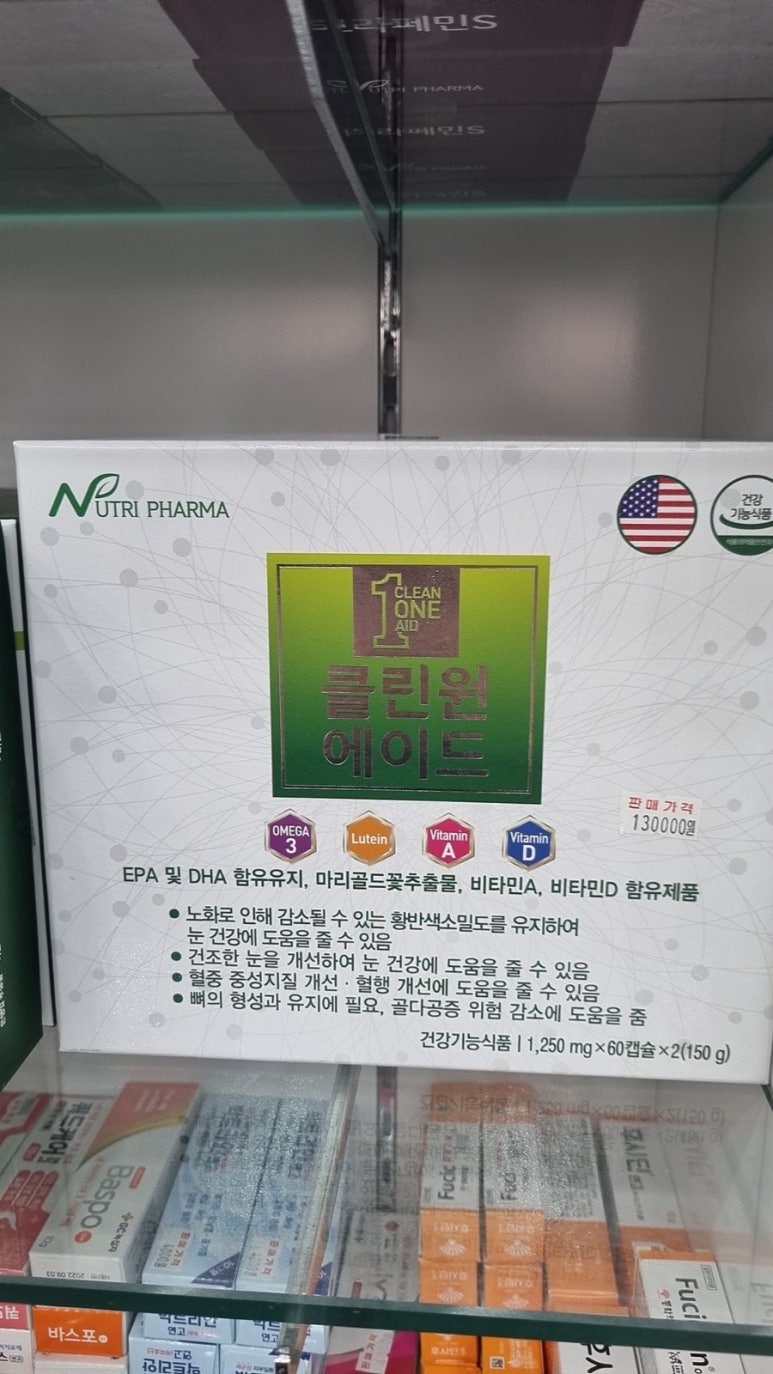 NUTRI PHARMA
건강
기능식품
1 CLEAN
ONE
AID
클린원
에이드
판매가격
130000원
OMEGA
3
Lutein
Vitamin
A
Vitamin
D
EPA 및 DHA 함유유지, 마리골드꽃추출물, 비타민A, 비타민D 함유제품
● 노화로 인해 감소될 수 있는 황반색소밀도를 유지하여
눈 건강에 도움을 줄 수 있음
● 건조한 눈을 개선하여 눈 건강에 도움을 줄 수 있음
● 혈중 중성지질 개선 · 혈행 개선에 도움을 줄 수 있음
● 뼈의 형성과 유지에 필요, 골다공증 위험 감소에 도움을 줌
건강기능식품 | 1,250 mg×60캡슐×2(150 g)
Baspo
바스포
Fucic
연고
연고
후시